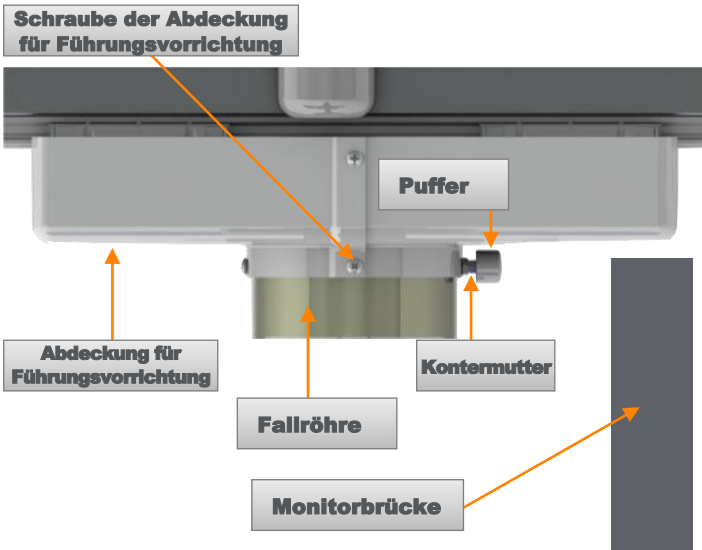 Schraube der Abdeckung
für Führungsvorrichtung
Puffer
Abdeckung für
Führungsvorrichtung
Kontermutter
Fallröhre
Monitorbrücke